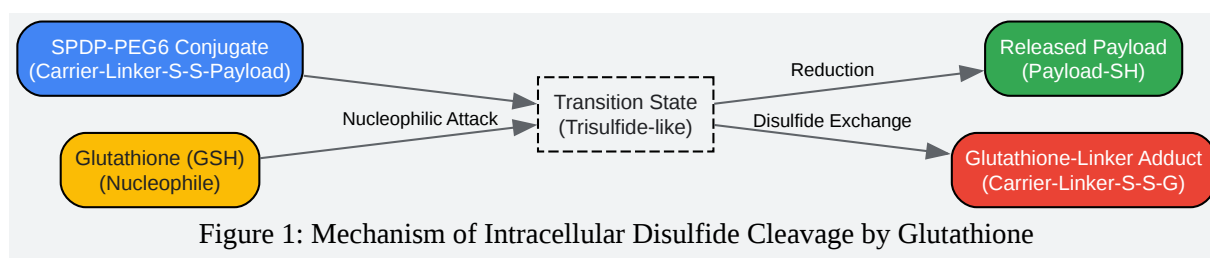 SPDP-PEG6 Conjugate
(Carrier-Linker-S-S-Payload)
Glutathione (GSH)
(Nucleophile)
Nucleophilic Attack
Transition State
(Trisulfide-like)
Reduction
Disulfide Exchange
Released Payload
(Payload-SH)
Glutathione-Linker Adduct
(Carrier-Linker-S-S-G)
Figure 1: Mechanism of Intracellular Disulfide Cleavage by Glutathione